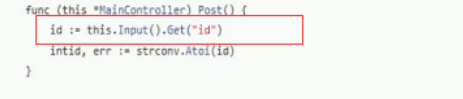 func (this *MainController) Post() {
id := this.Input().Get("id")
intid, err := strconv.Atoi(id)
}